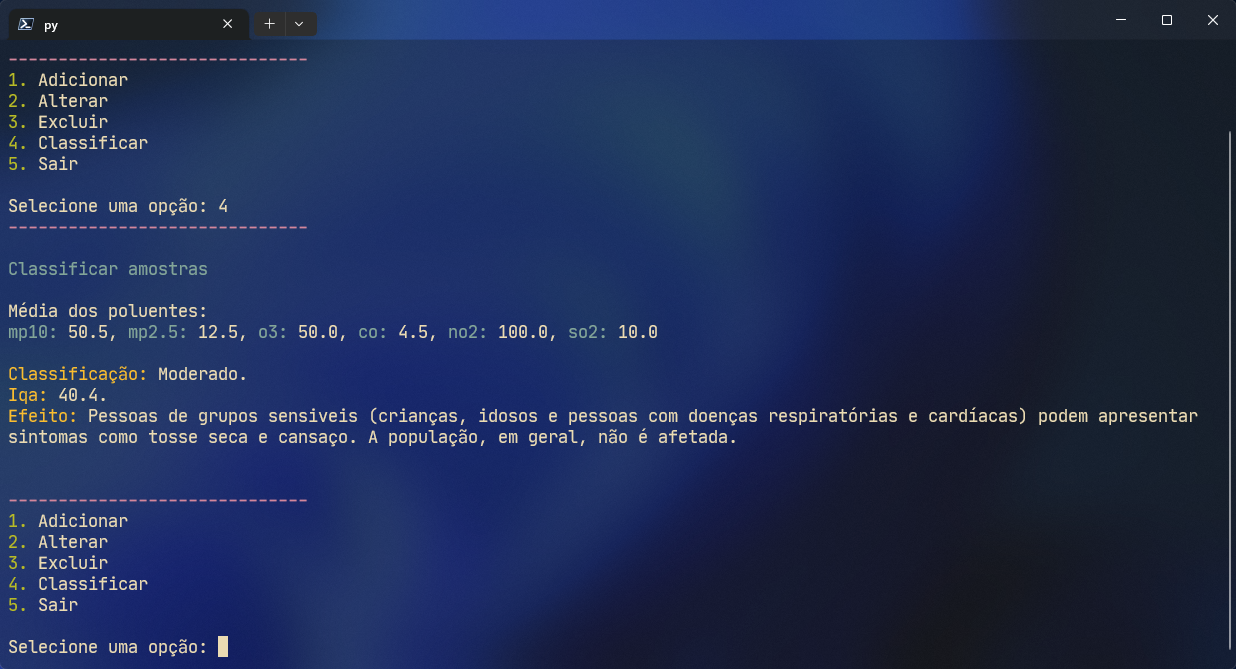 py
------------------------------
1. Adicionar
2. Alterar
3. Excluir
4. Classificar
5. Sair
Selecione uma opção: 4
------------------------------
Classificar amostras
Média dos poluentes:
mp10: 50.5, mp2.5: 12.5, o3: 50.0, co: 4.5, no2: 100.0, so2: 10.0
Classificação: Moderado.
Iqa: 40.4.
Efeito: Pessoas de grupos sensiveis (crianças, idosos e pessoas com doenças respiratórias e cardíacas) podem apresentar
sintomas como tosse seca e cansaço. A população, em geral, não é afetada.
------------------------------
1. Adicionar
2. Alterar
3. Excluir
4. Classificar
5. Sair
Selecione uma opção: